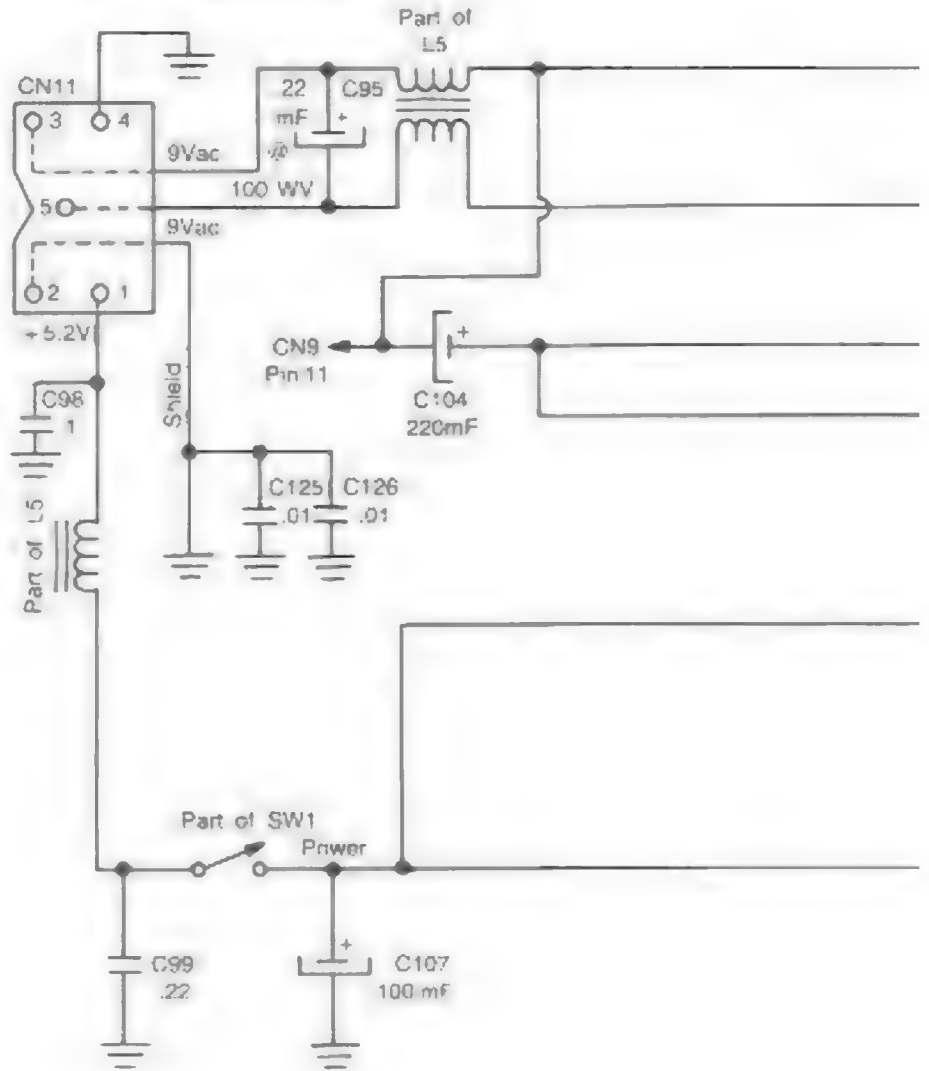 Part of
L5
CN11
22
C95
mF
+
3
4
9Vac
@
100 WV
5
9Vac
2
1
+5.2V
CN9
Pin 11
+
C104
220mF
Shield
C98
1
C125
.01
C126
.01
Part of L5
Part of SW1
Power
C99
.22
+
C107
100 mF